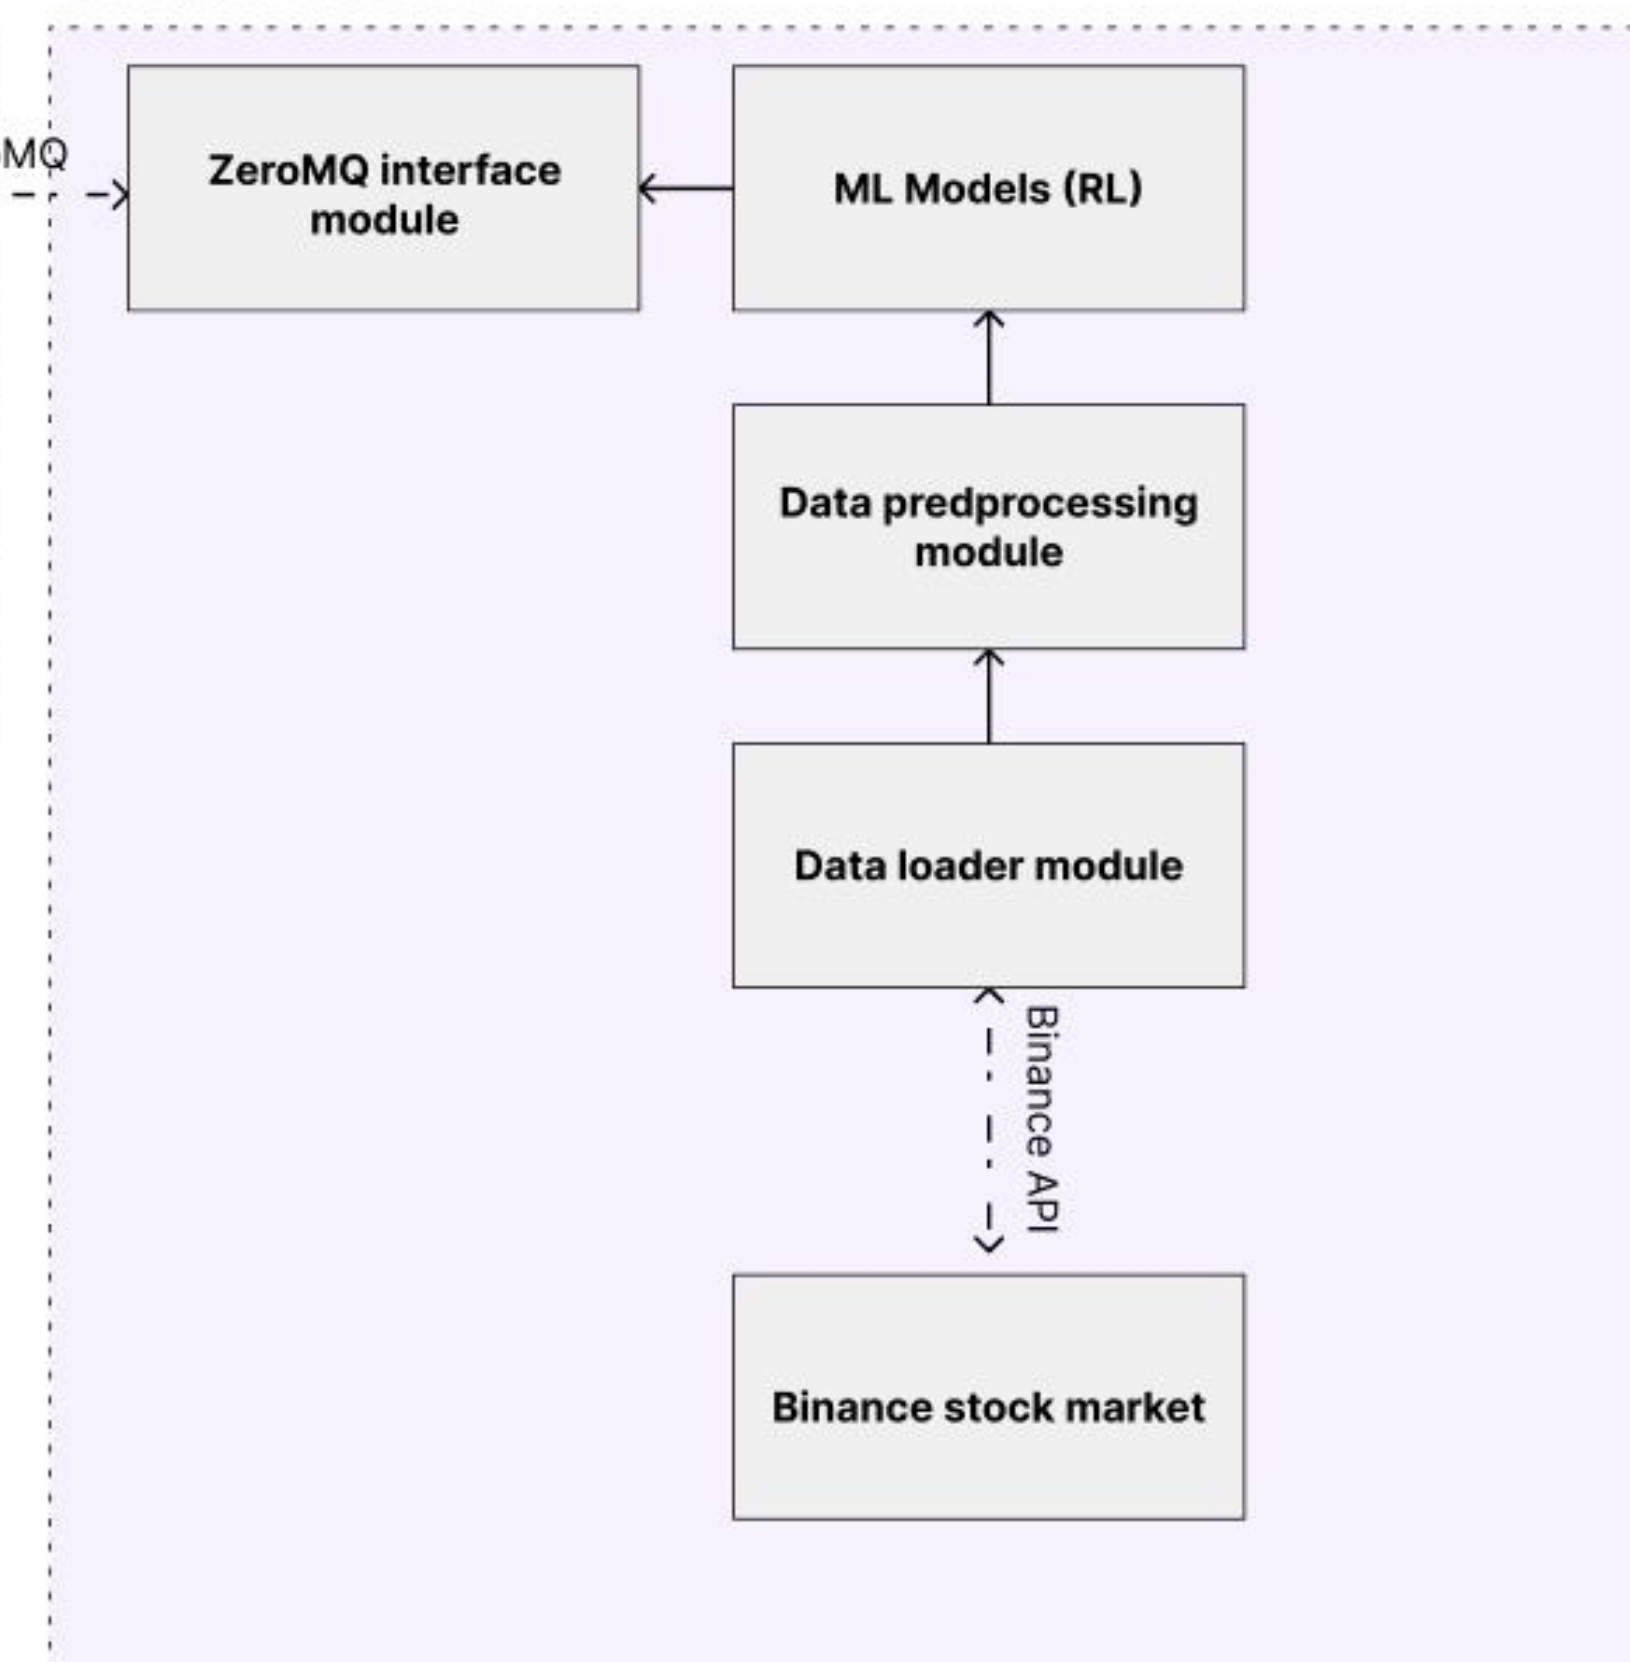 MQ
ZeroMQ interface
module
ML Models (RL)
Data predprocessing
module
Data loader module
Binance API
Binance stock market